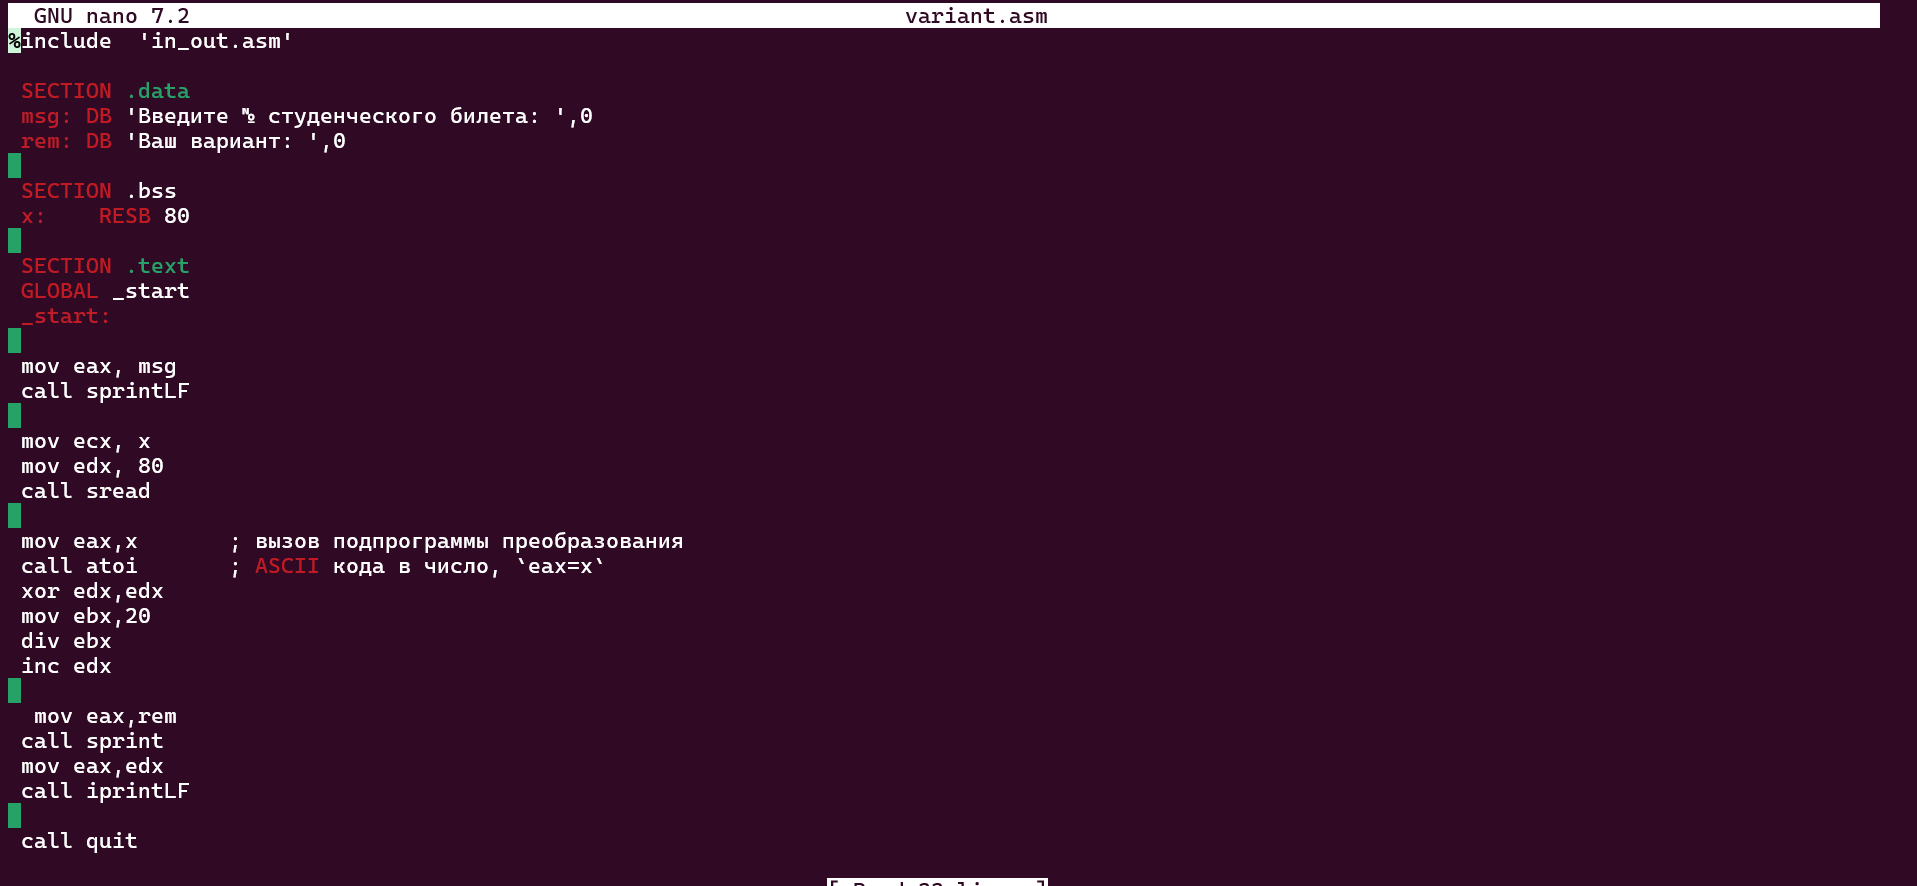 GNU nano 7.2 variant.asm
%include 'in_out.asm'
SECTION .data
msg: DB 'Введите № студенческого билета: ',0
rem: DB 'Ваш вариант: ',0
SECTION .bss
x: RESB 80
SECTION .text
GLOBAL _start
_start:
mov eax, msg
call sprintLF
mov ecx, x
mov edx, 80
call sread
mov eax,x ; вызов подпрограммы преобразования
call atoi ; ASCII кода в число, `eax=x`
xor edx,edx
mov ebx,20
div ebx
inc edx
mov eax,rem
call sprint
mov eax,edx
call iprintLF
call quit